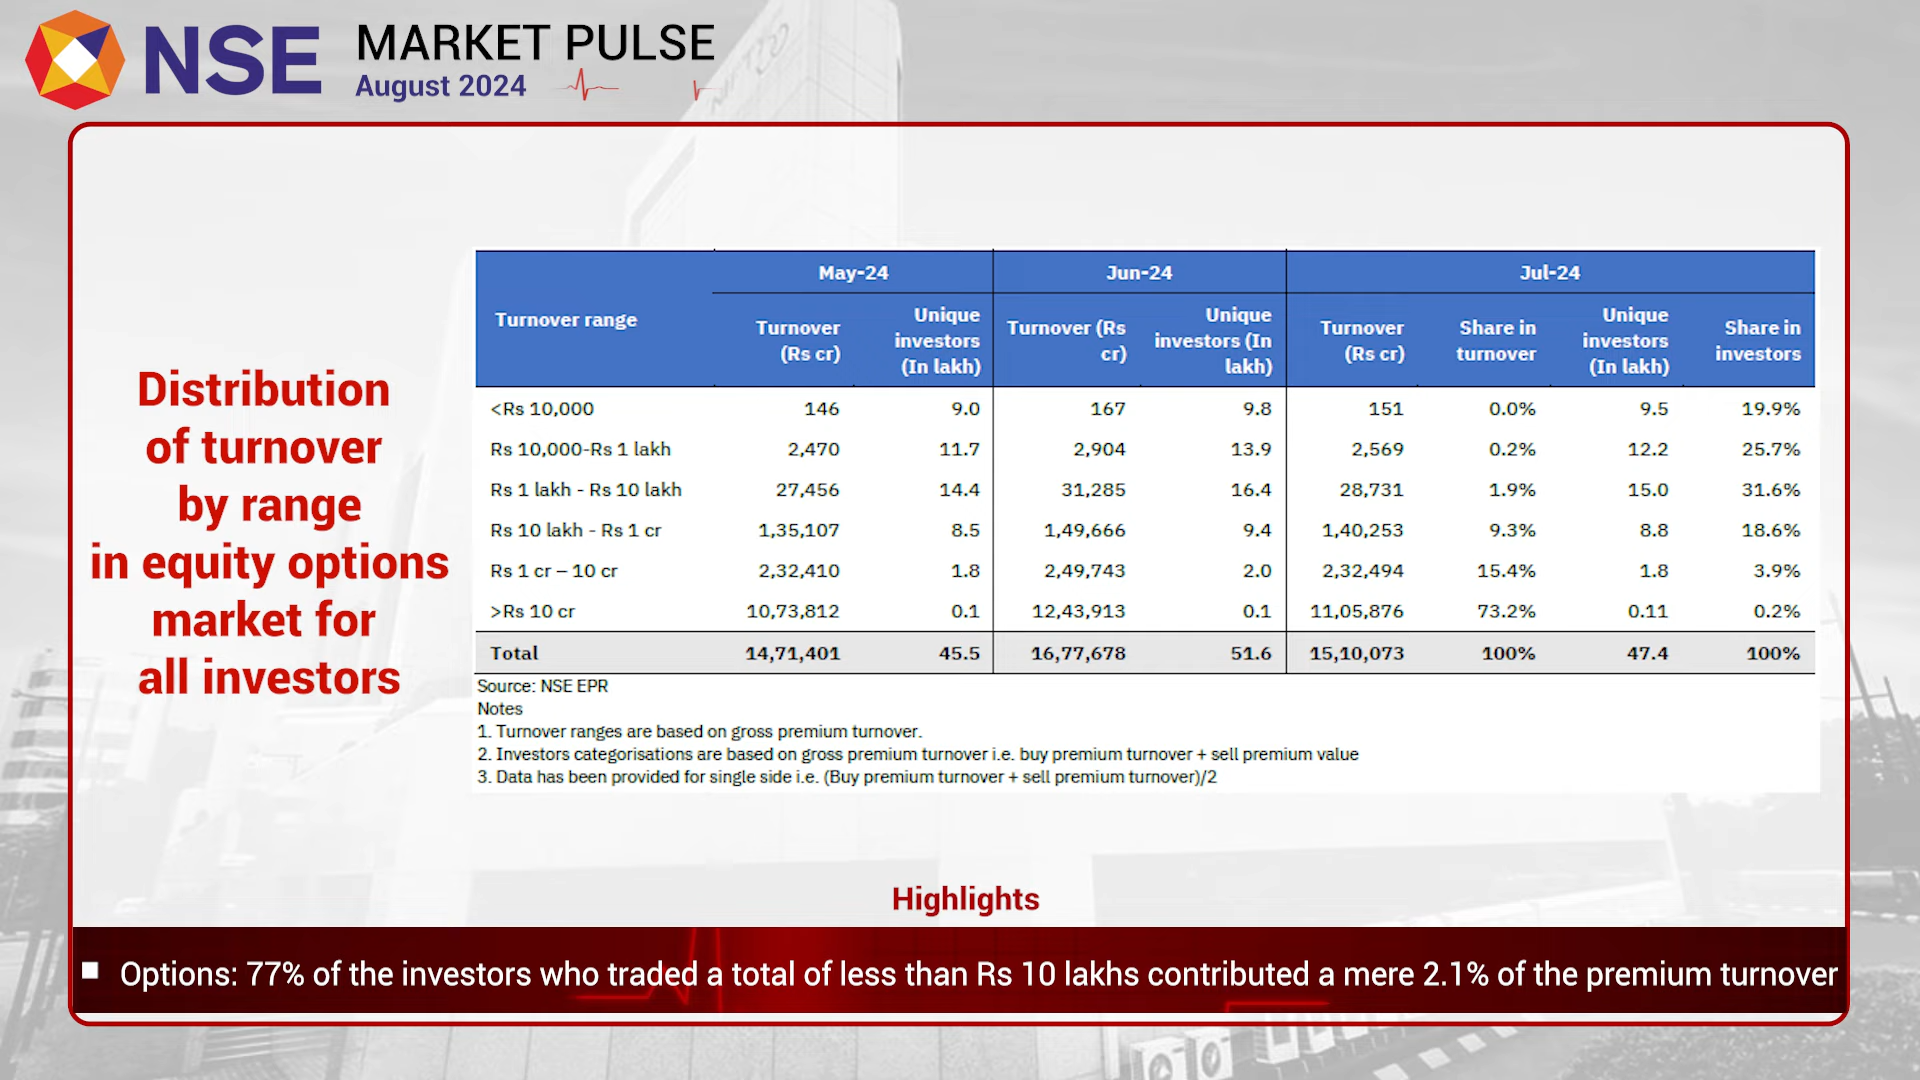 NSE
MARKET PULSE
August 2024
Distribution
of turnover
by range
in equity options
market for
all investors
May-24 Jun-24 Jul-24
Turnover range Turnover (Rs cr) Unique investors (In lakh) Turnover (Rs cr) Unique investors (In lakh) Turnover (Rs cr) Share in turnover Unique investors (In lakh) Share in investors
<Rs 10,000 146 9.0 167 9.8 151 0.0% 9.5 19.9%
Rs 10,000-Rs 1 lakh 2,470 11.7 2,904 13.9 2,569 0.2% 12.2 25.7%
Rs 1 lakh - Rs 10 lakh 27,456 14.4 31,285 16.4 28,731 1.9% 15.0 31.6%
Rs 10 lakh - Rs 1 cr 1,35,107 8.5 1,49,666 9.4 1,40,253 9.3% 8.8 18.6%
Rs 1 cr – 10 cr 2,32,410 1.8 2,49,743 2.0 2,32,494 15.4% 1.8 3.9%
>Rs 10 cr 10,73,812 0.1 12,43,913 0.1 11,05,876 73.2% 0.11 0.2%
Total 14,71,401 45.5 16,77,678 51.6 15,10,073 100% 47.4 100%
Source: NSE EPR
Notes
1. Turnover ranges are based on gross premium turnover.
2. Investors categorisations are based on gross premium turnover i.e. buy premium turnover + sell premium value
3. Data has been provided for single side i.e. (Buy premium turnover + sell premium turnover)/2
Highlights
Options: 77% of the investors who traded a total of less than Rs 10 lakhs contributed a mere 2.1% of the premium turnover